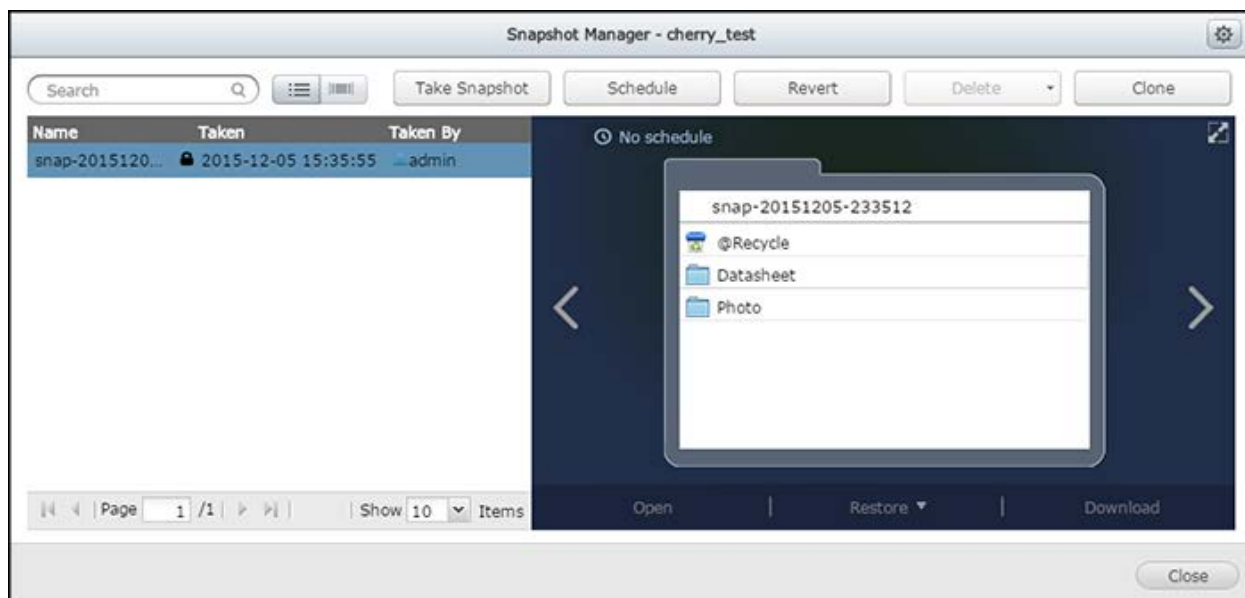 Snapshot Manager - cherry_test
Search
Take Snapshot
Schedule
Revert
Delete
Clone
Name Taken Taken By
snap-2015120... 2015-12-05 15:35:55 admin
No schedule
snap-20151205-233512
@Recycle
Datasheet
Photo
Page 1 /1 Show 10 Items
Open Restore Download
Close